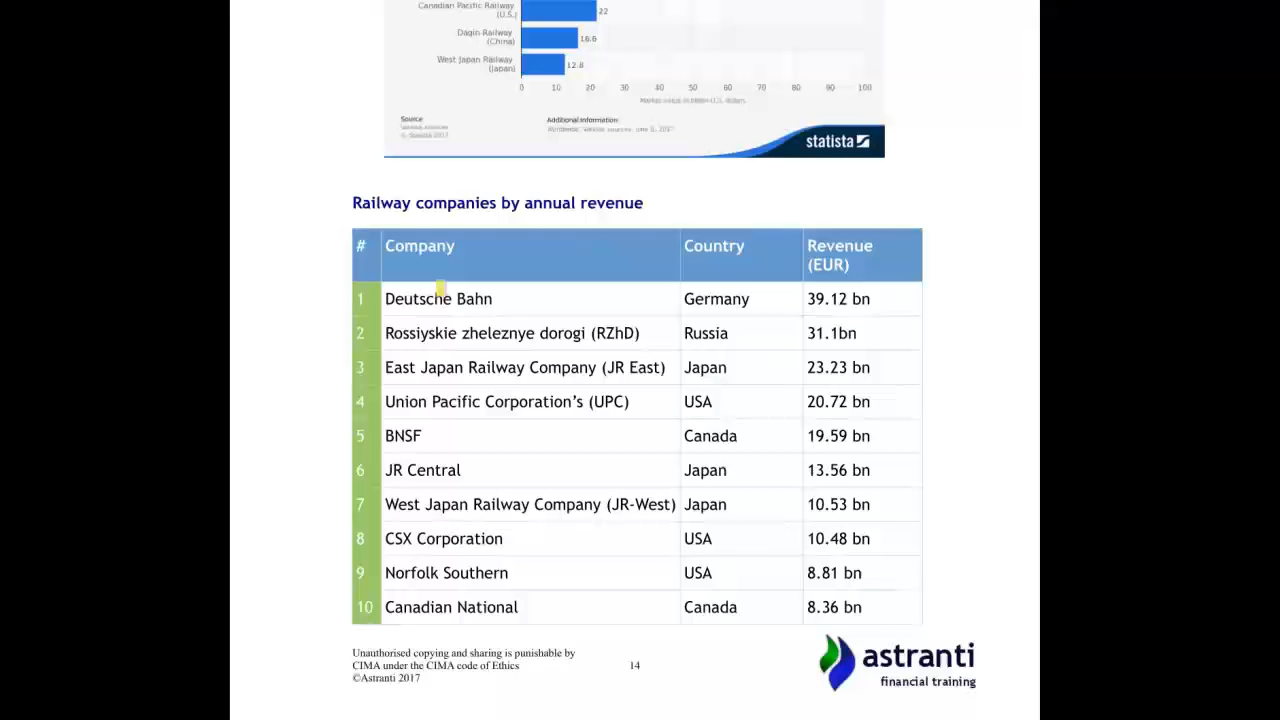 Canadian Pacific Railway
(U.S.)
22
Daqin Railway
(China)
16.6
West Japan Railway
(Japan)
12.8
0 10 20 30 40 50 60 70 80 90 100
Market value in billion U.S. dollars
Source
Additional Information
© Statista 2017
statista
Railway companies by annual revenue
# Company Country Revenue
(EUR)
1 Deutsche Bahn Germany 39.12 bn
2 Rossiyskie zheleznye dorogi (RZhD) Russia 31.1bn
3 East Japan Railway Company (JR East) Japan 23.23 bn
4 Union Pacific Corporation’s (UPC) USA 20.72 bn
5 BNSF Canada 19.59 bn
6 JR Central Japan 13.56 bn
7 West Japan Railway Company (JR-West) Japan 10.53 bn
8 CSX Corporation USA 10.48 bn
9 Norfolk Southern USA 8.81 bn
10 Canadian National Canada 8.36 bn
Unauthorised copying and sharing is punishable by
CIMA under the CIMA code of Ethics
©Astranti 2017
14
astranti
financial training